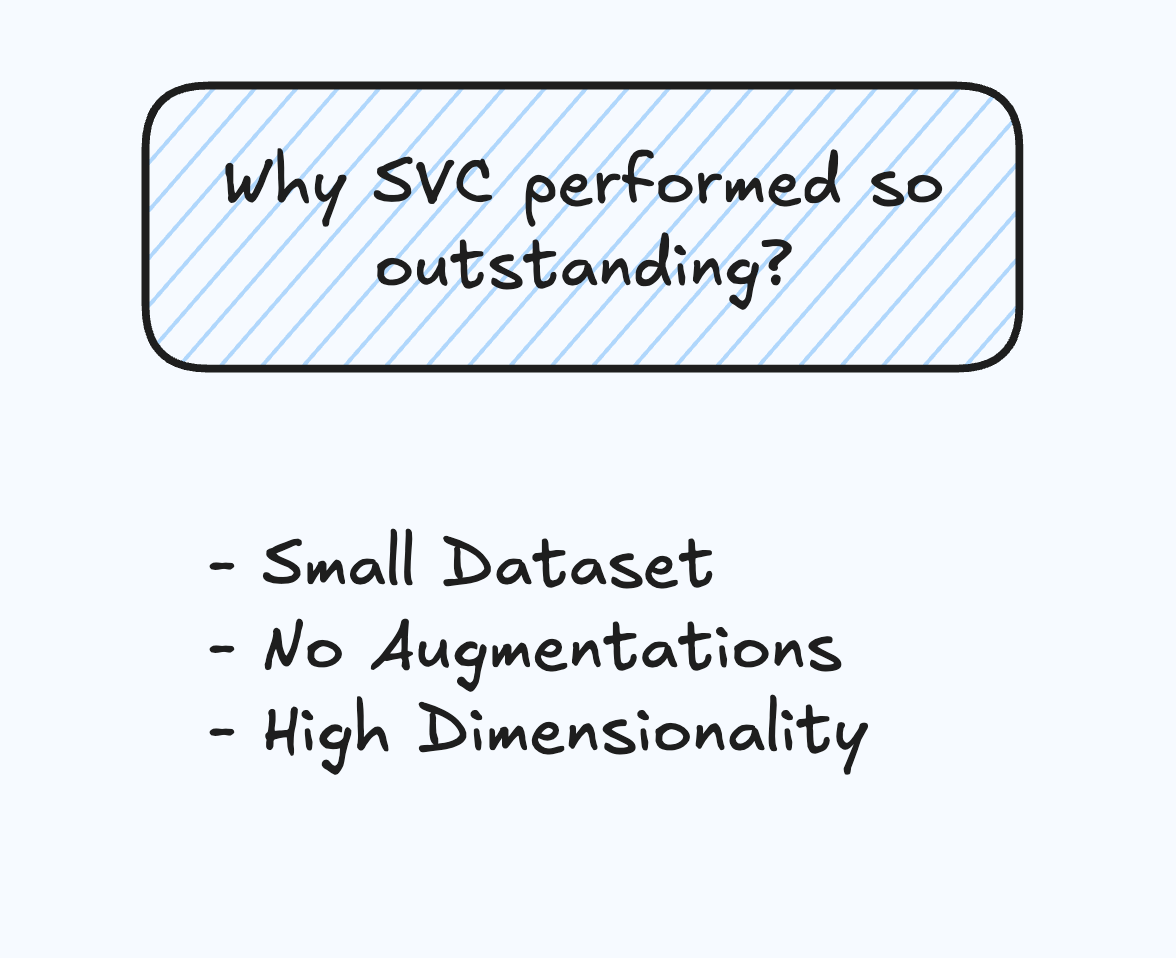 Why SVC performed so
outstanding?
- Small Dataset
- No Augmentations
- High Dimensionality